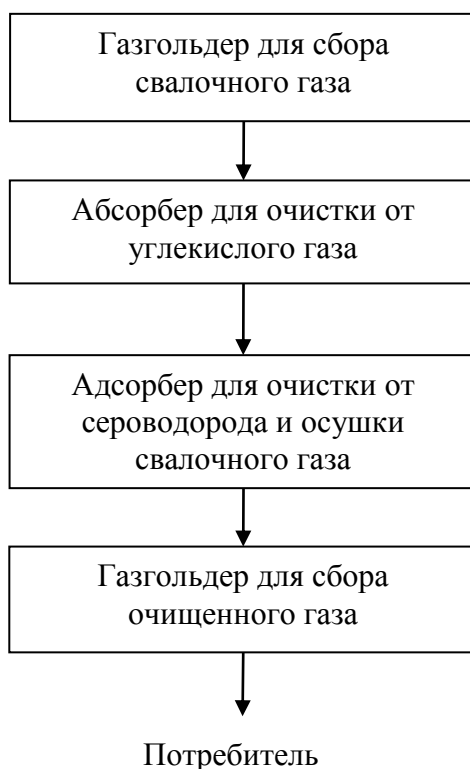 Газгольдер для сбора
свалочного газа
Абсорбер для очистки от
углекислого газа
Адсорбер для очистки от
сероводорода и осушки
свалочного газа
Газгольдер для сбора
очищенного газа
Потребитель